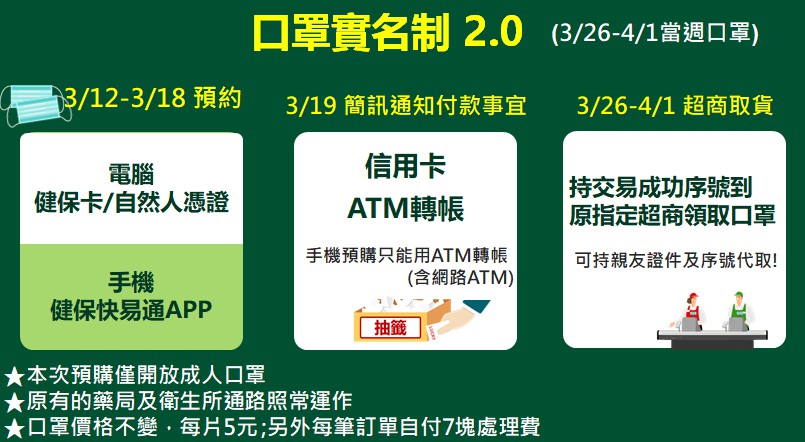 口罩實名制 2.0 (3/26-4/1當週口罩)
3/12-3/18 預約
電腦
健保卡/自然人憑證
手機
健保快易通APP
3/19 簡訊通知付款事宜
信用卡
ATM轉帳
手機預購只能用ATM轉帳
(含網路ATM)
抽籤
3/26-4/1 超商取貨
持交易成功序號到
原指定超商領取口罩
可持親友證件及序號代取!
★本次預購僅開放成人口罩
★原有的藥局及衛生所通路照常運作
★口罩價格不變，每片5元;另外每筆訂單自付7塊處理費